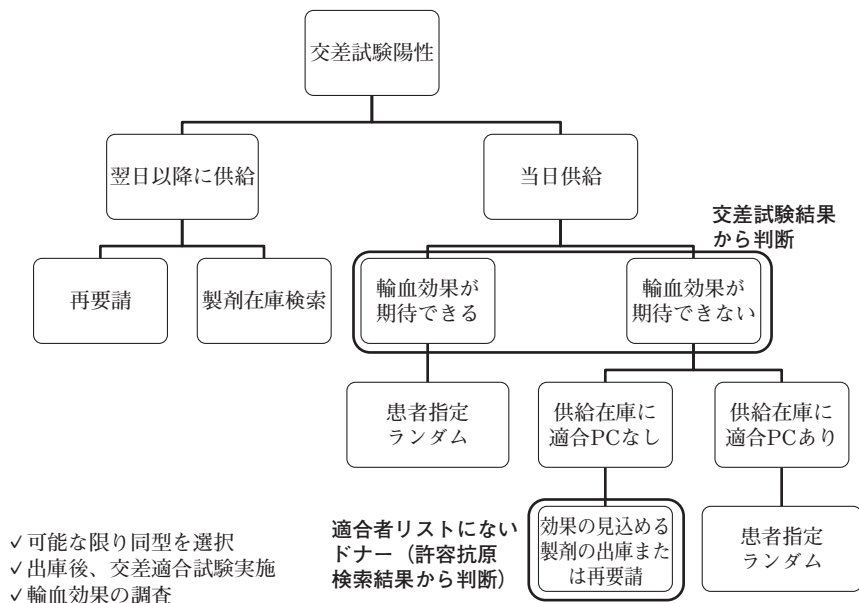 交差試験陽性
翌日以降に供給
当日供給
交差試験結果
から判断
再要請
製剤在庫検索
輸血効果が
期待できる
輸血効果が
期待できない
患者指定
ランダム
供給在庫に
適合PCなし
供給在庫に
適合PCあり
適合者リストにない
ドナー（許容抗原
検索結果から判断）
効果の見込める
製剤の出庫また
は再要請
患者指定
ランダム
✓可能な限り同型を選択
✓出庫後、交差適合試験実施
✓輸血効果の調査